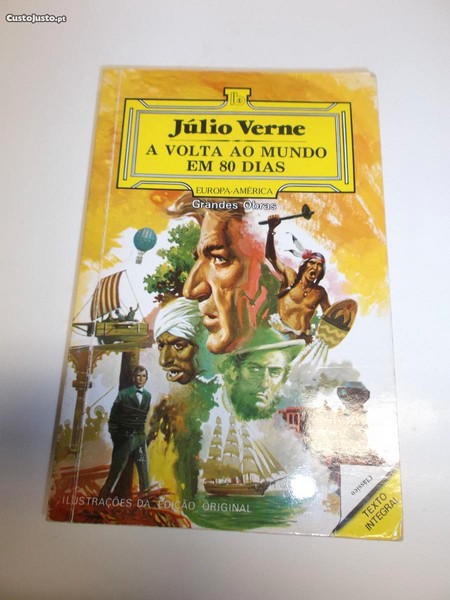 CustoJusto.pt
Júlio Verne
A VOLTA AO MUNDO
EM 80 DIAS
EUROPA-AMÉRICA
Grandes Obras
ILUSTRAÇÕES DA EDIÇÃO ORIGINAL
Clássico
TEXTO
INTEGRAL